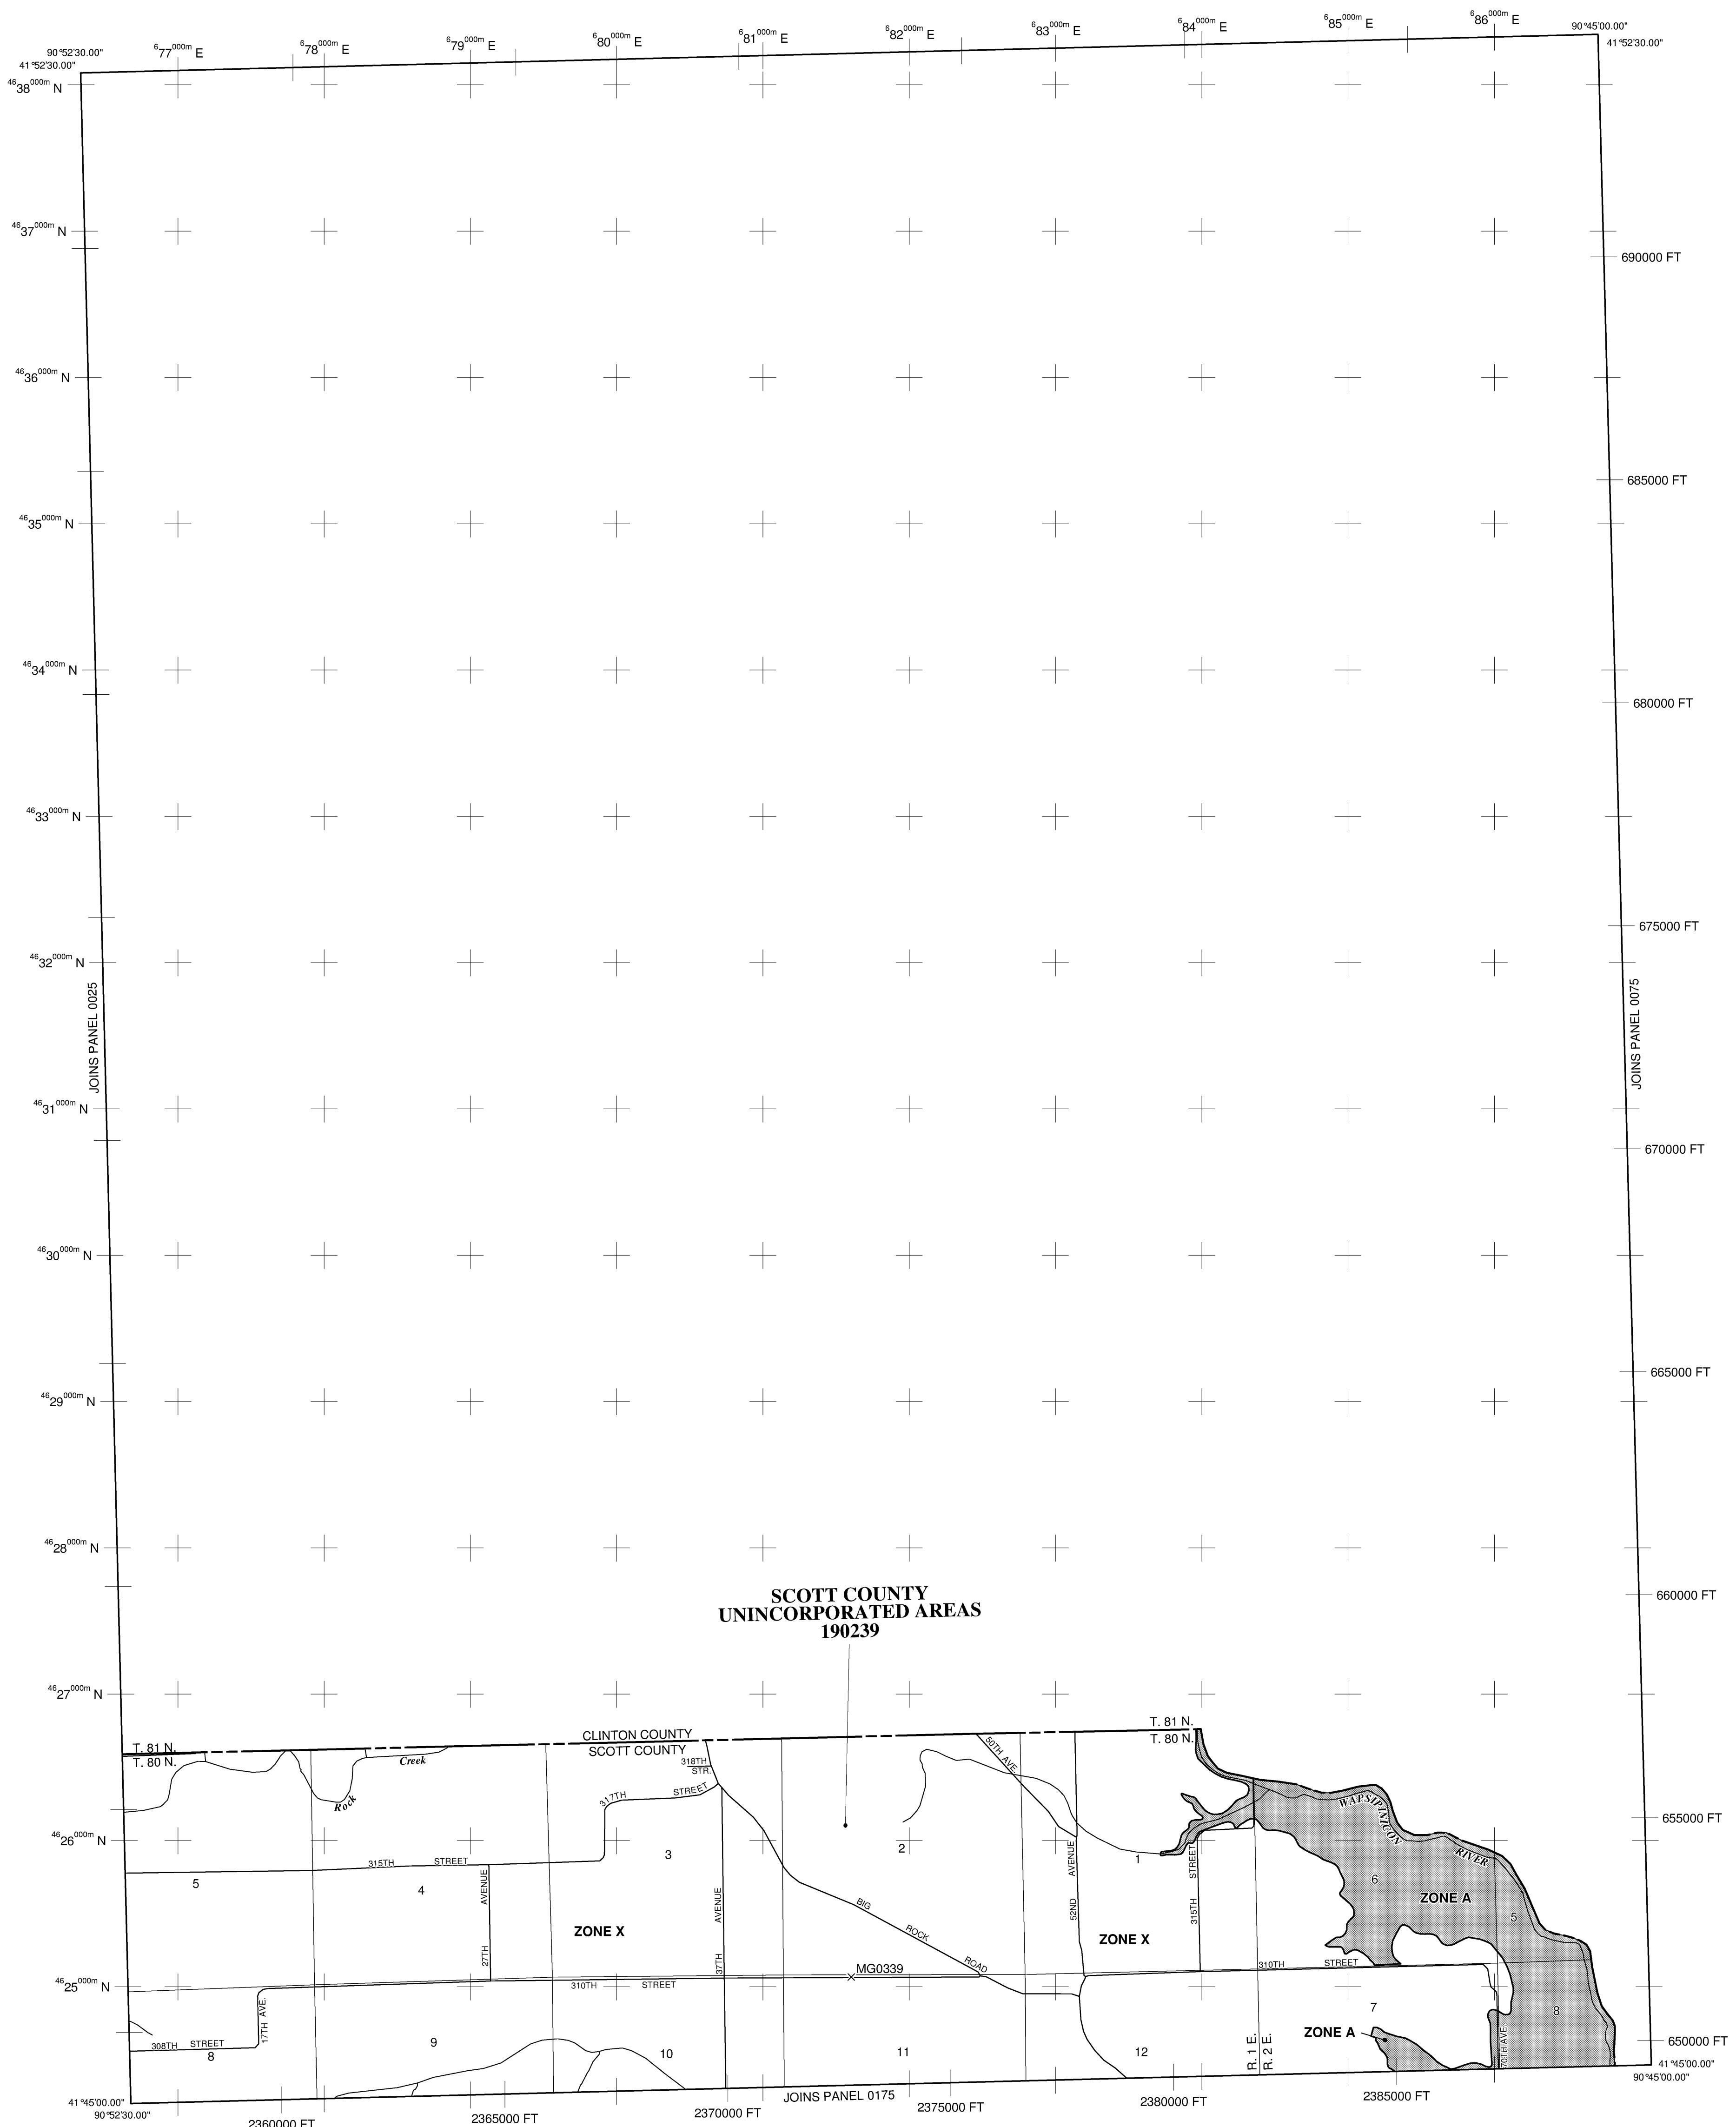 90°52'30.00"
41°52'30.00"
677000m E
678000m E
679000m E
680000m E
681000m E
682000m E
683000m E
684000m E
685000m E
686000m E
90°45'00.00"
41°52'30.00"
4638000m N
4637000m N
690000 FT
4636000m N
685000 FT
4635000m N
4634000m N
680000 FT
4633000m N
675000 FT
4632000m N
JOINS PANEL 0025
JOINS PANEL 0075
4631000m N
670000 FT
4630000m N
665000 FT
4629000m N
4628000m N
660000 FT
SCOTT COUNTY
UNINCORPORATED AREAS
190239
4627000m N
T. 81 N.
T. 80 N.
CLINTON COUNTY
SCOTT COUNTY
T. 81 N.
T. 80 N.
Rock
Creek
318TH
STR.
317TH
STREET
50TH AVE.
WAPSIPINICON
RIVER
655000 FT
4626000m N
315TH
STREET
5
4
3
2
1
6
5
27TH
AVENUE
37TH
AVENUE
52ND
AVENUE
315TH
STREET
ZONE A
ZONE X
ZONE X
BIG
ROCK
ROAD
MG0339
4625000m N
310TH
STREET
310TH
STREET
17TH AVE.
308TH
STREET
8
9
10
11
12
R. 1 E.
R. 2 E.
7
ZONE A
70TH AVE.
8
650000 FT
41°45'00.00"
90°45'00.00"
41°45'00.00"
90°52'30.00"
JOINS PANEL 0175
2360000 FT
2365000 FT
2370000 FT
2375000 FT
2380000 FT
2385000 FT